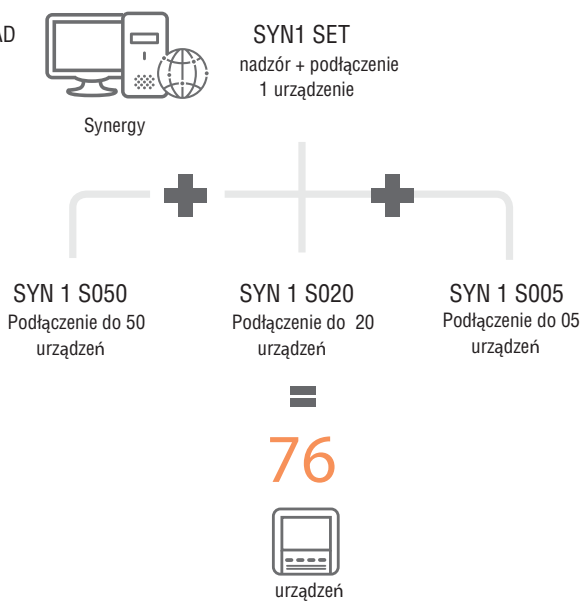 AD
SYN1 SET
nadzór + podłączenie
1 urządzenie
Synergy
SYN 1 S050
Podłączenie do 50
urządzeń
SYN 1 S020
Podłączenie do 20
urządzeń
SYN 1 S005
Podłączenie do 05
urządzeń
=
76
urządzeń